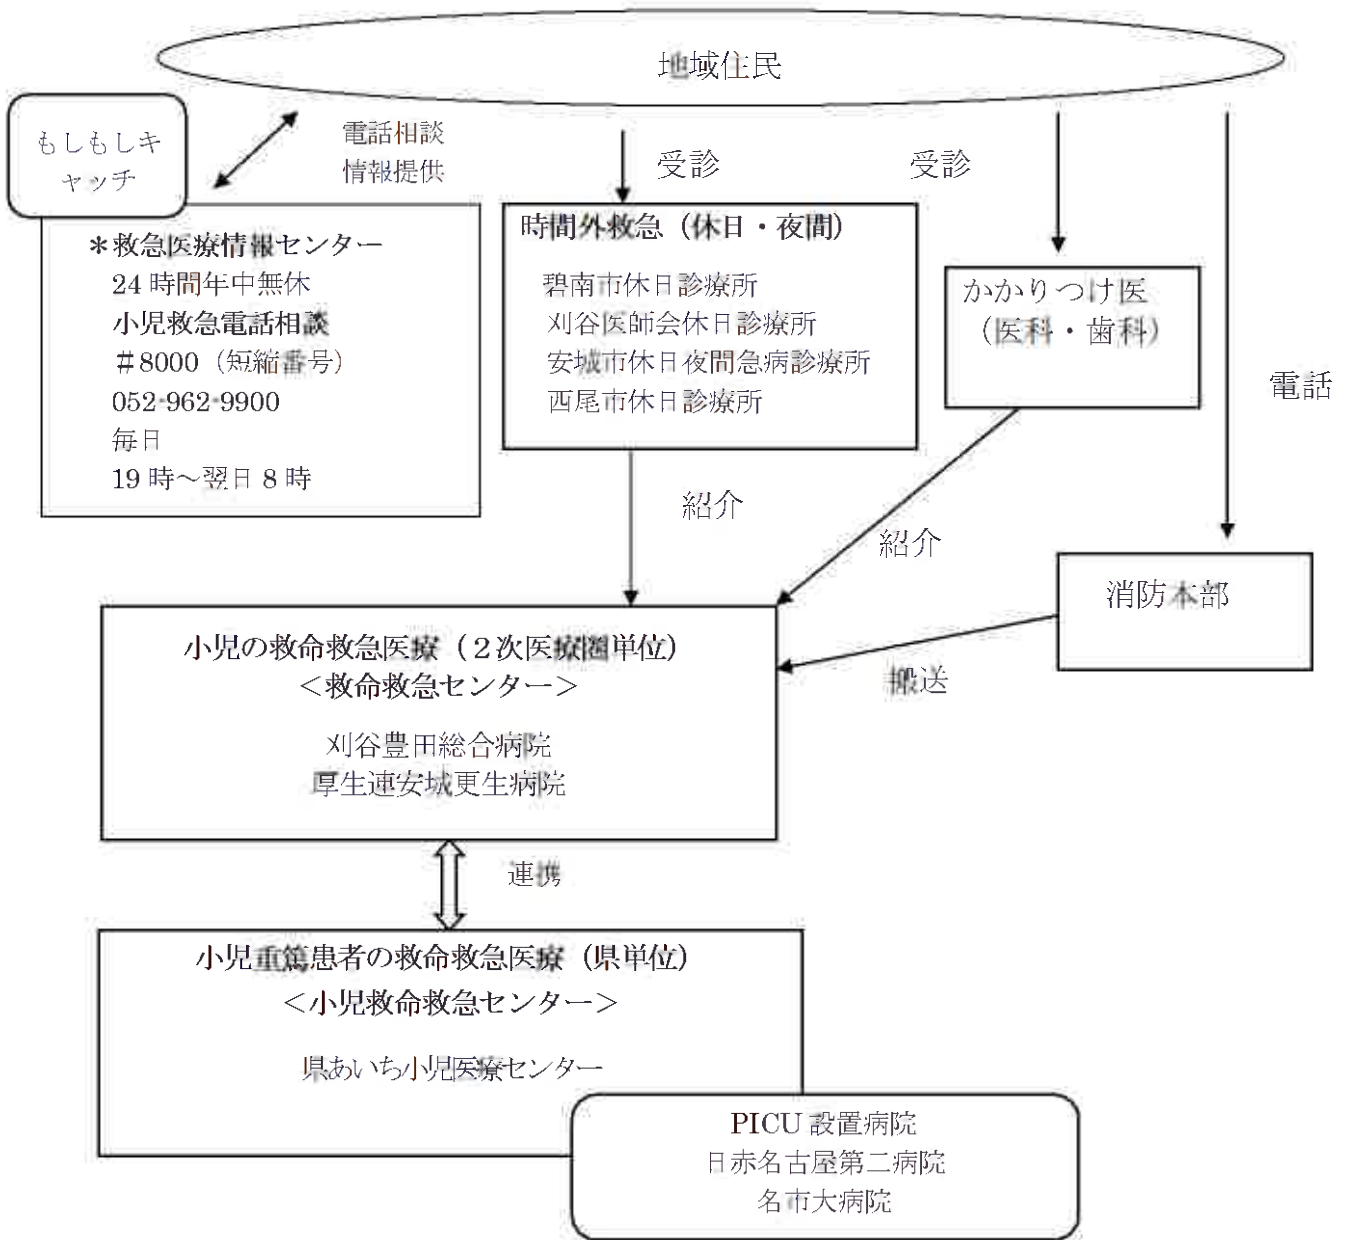 地域住民
もしもしキ
ャッチ
電話相談
情報提供
受診
受診
＊救急医療情報センター
24時間年中無休
小児救急電話相談
＃8000（短縮番号）
052-962-9900
毎日
19時～翌日8時
時間外救急（休日・夜間）
碧南市休日診療所
刈谷医師会休日診療所
安城市休日夜間急病診療所
西尾市休日診療所
かかりつけ医
（医科・歯科）
電話
紹介
紹介
消防本部
搬送
小児の救命救急医療（２次医療圏単位）
＜救命救急センター＞
刈谷豊田総合病院
厚生連安城更生病院
連携
小児重篤患者の救命救急医療（県単位）
＜小児救命救急センター＞
県あいち小児医療センター
PICU設置病院
日赤名古屋第二病院
名市大病院